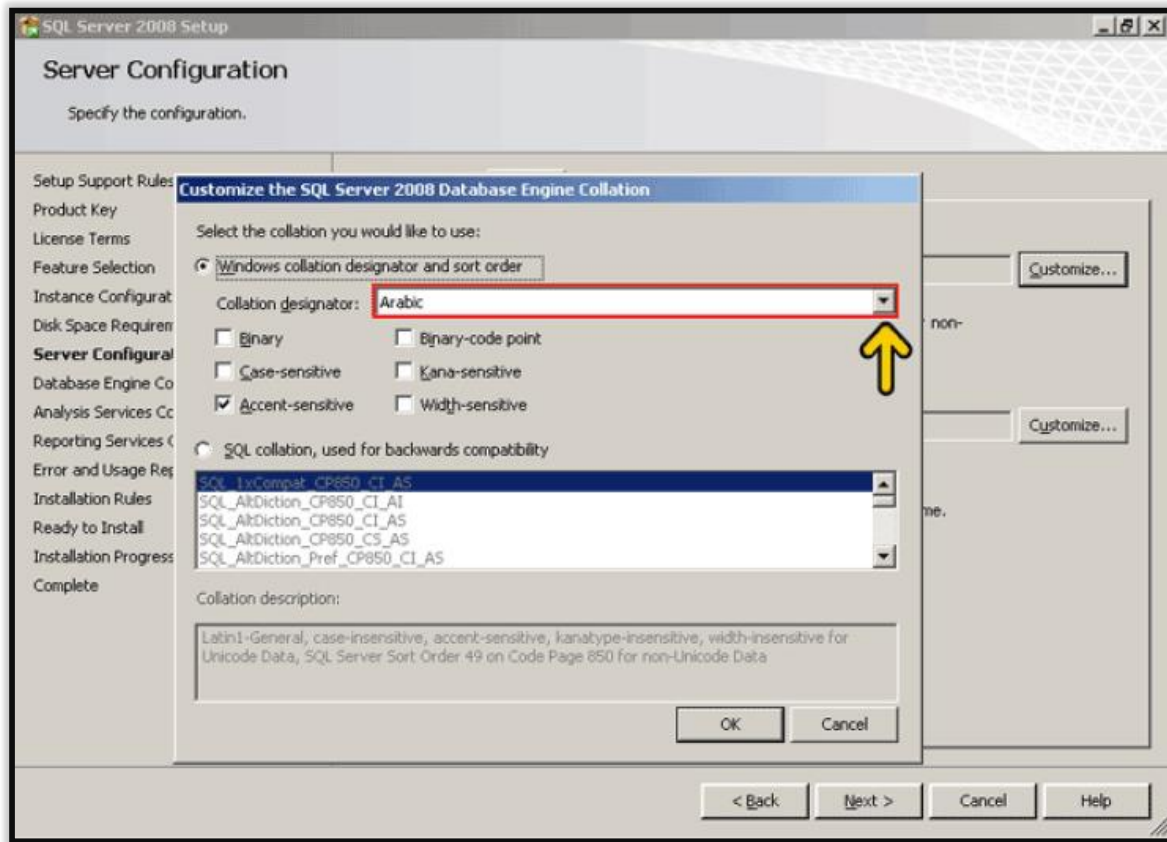 SQL Server 2008 Setup
Server Configuration
Specify the configuration.
Setup Support Rules
Product Key
License Terms
Feature Selection
Instance Configurat
Disk Space Requirem
Server Configura
Database Engine Co
Analysis Services Co
Reporting Services
Error and Usage Rep
Installation Rules
Ready to Install
Installation Progress
Complete
Customize the SQL Server 2008 Database Engine Collation
Select the collation you would like to use:
Windows collation designator and sort order
Collation designator: Arabic
Binary
Binary-code point
Case-sensitive
Kana-sensitive
Accent-sensitive
Width-sensitive
SQL collation, used for backwards compatibility
SQL_1xCompat_CP850_CI_AS
SQL_AltDiction_CP850_CI_AI
SQL_AltDiction_CP850_CI_AS
SQL_AltDiction_CP850_CS_AS
SQL_AltDiction_Pref_CP850_CI_AS
Collation description:
Latin1-General, case-insensitive, accent-sensitive, kanatype-insensitive, width-insensitive for
Unicode Data, SQL Server Sort Order 49 on Code Page 850 for non-Unicode Data
OK
Cancel
Customize...
non-
Customize...
me.
< Back
Next >
Cancel
Help